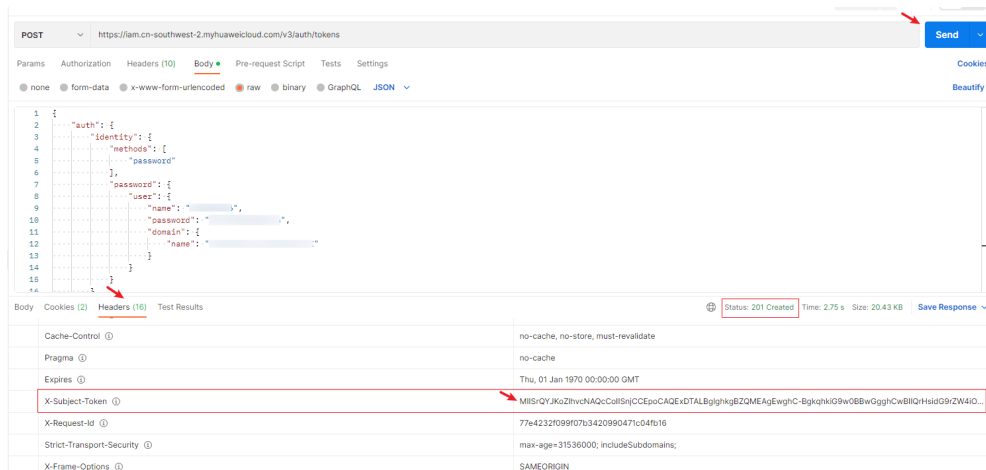 POST https://iam.cn-southwest-2.myhuaweicloud.com/v3/auth/tokens Send
Params Authorization Headers (10) Body Pre-request Script Tests Settings Cookies
none form-data x-www-form-urlencoded raw binary GraphQL JSON Beautify
1 {
2 "auth": {
3 "identity": {
4 "methods": [
5 "password"
6 ],
7 "password": {
8 "user": {
9 "name": "
10 "password": "
11 "domain": {
12 "name": "
13 }
14 }
15 }
16 }
Body Cookies (2) Headers (16) Test Results Status: 201 Created Time: 2.75 s Size: 20.43 KB Save Response
Cache-Control no-cache, no-store, must-revalidate
Pragma no-cache
Expires Thu, 01 Jan 1970 00:00:00 GMT
X-Subject-Token
X-Request-Id 77e4232f099f07b3420990471c04fb16
Strict-Transport-Security max-age=31536000; includeSubdomains;
X-Frame-Options SAMEORIGIN